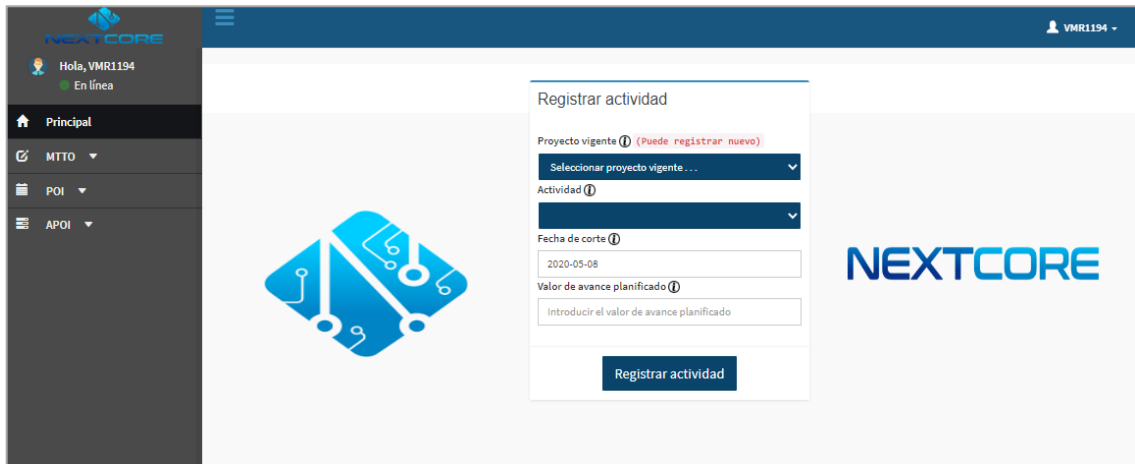 NEXTCORE
VMR1194
Hola, VMR1194
En línea
Principal
MTTO
POI
APOI
Registrar actividad
Proyecto vigente (Puede registrar nuevo)
Seleccionar proyecto vigente...
Actividad
Fecha de corte
2020-05-08
Valor de avance planificado
Introducir el valor de avance planificado
Registrar actividad
NEXTCORE